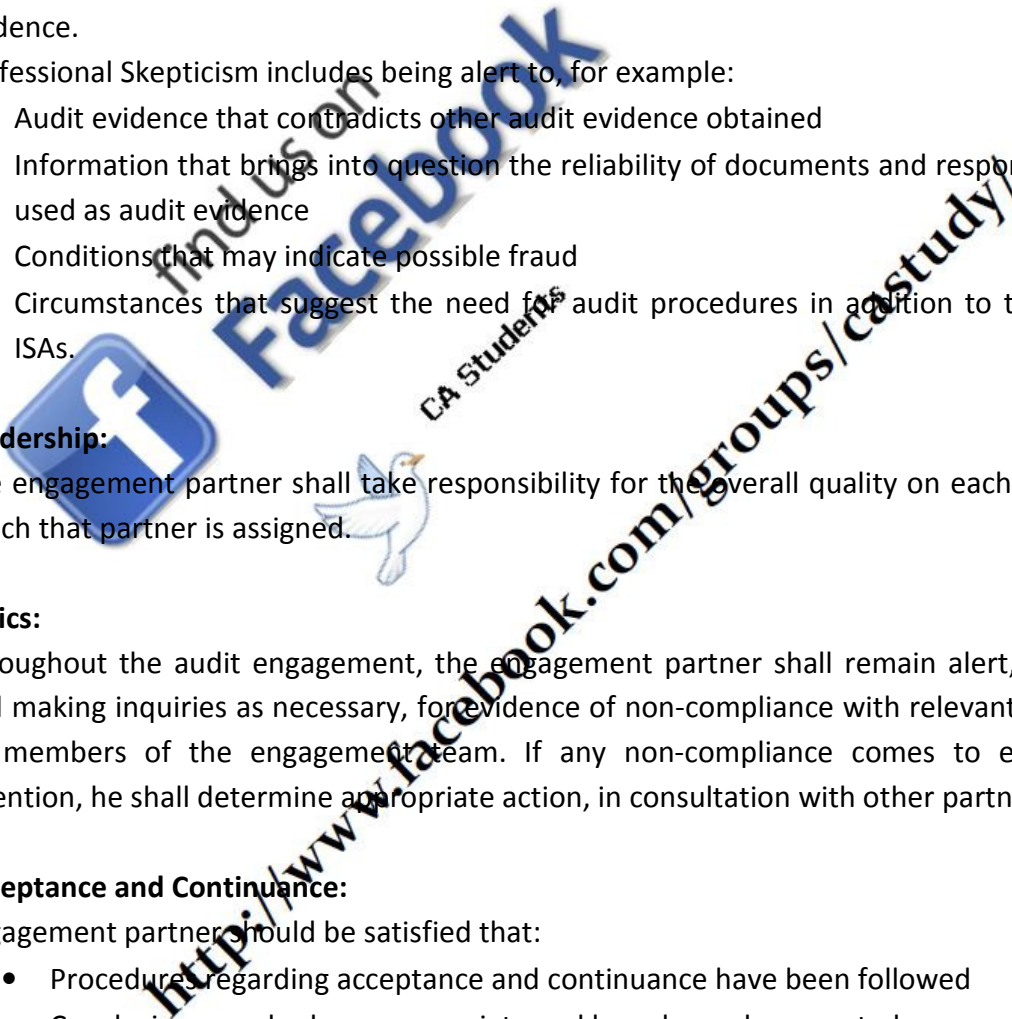 dence.
fessional Skepticism includes being alert to, for example:
Audit evidence that contradicts other audit evidence obtained
Information that brings into question the reliability of documents and respon
used as audit evidence
Conditions that may indicate possible fraud
Circumstances that suggest the need for audit procedures in addition to t
ISAs.
find us on
Facebook
f
CA Students
http://www.facebook.com/groups/castudy/
dership:
e engagement partner shall take responsibility for the overall quality on each
ch that partner is assigned.
ics:
oughout the audit engagement, the engagement partner shall remain alert,
d making inquiries as necessary, for evidence of non-compliance with relevant
members of the engagement team. If any non-compliance comes to e
ention, he shall determine appropriate action, in consultation with other partn
eptance and Continuance:
gagement partner should be satisfied that:
• Procedures regarding acceptance and continuance have been followed